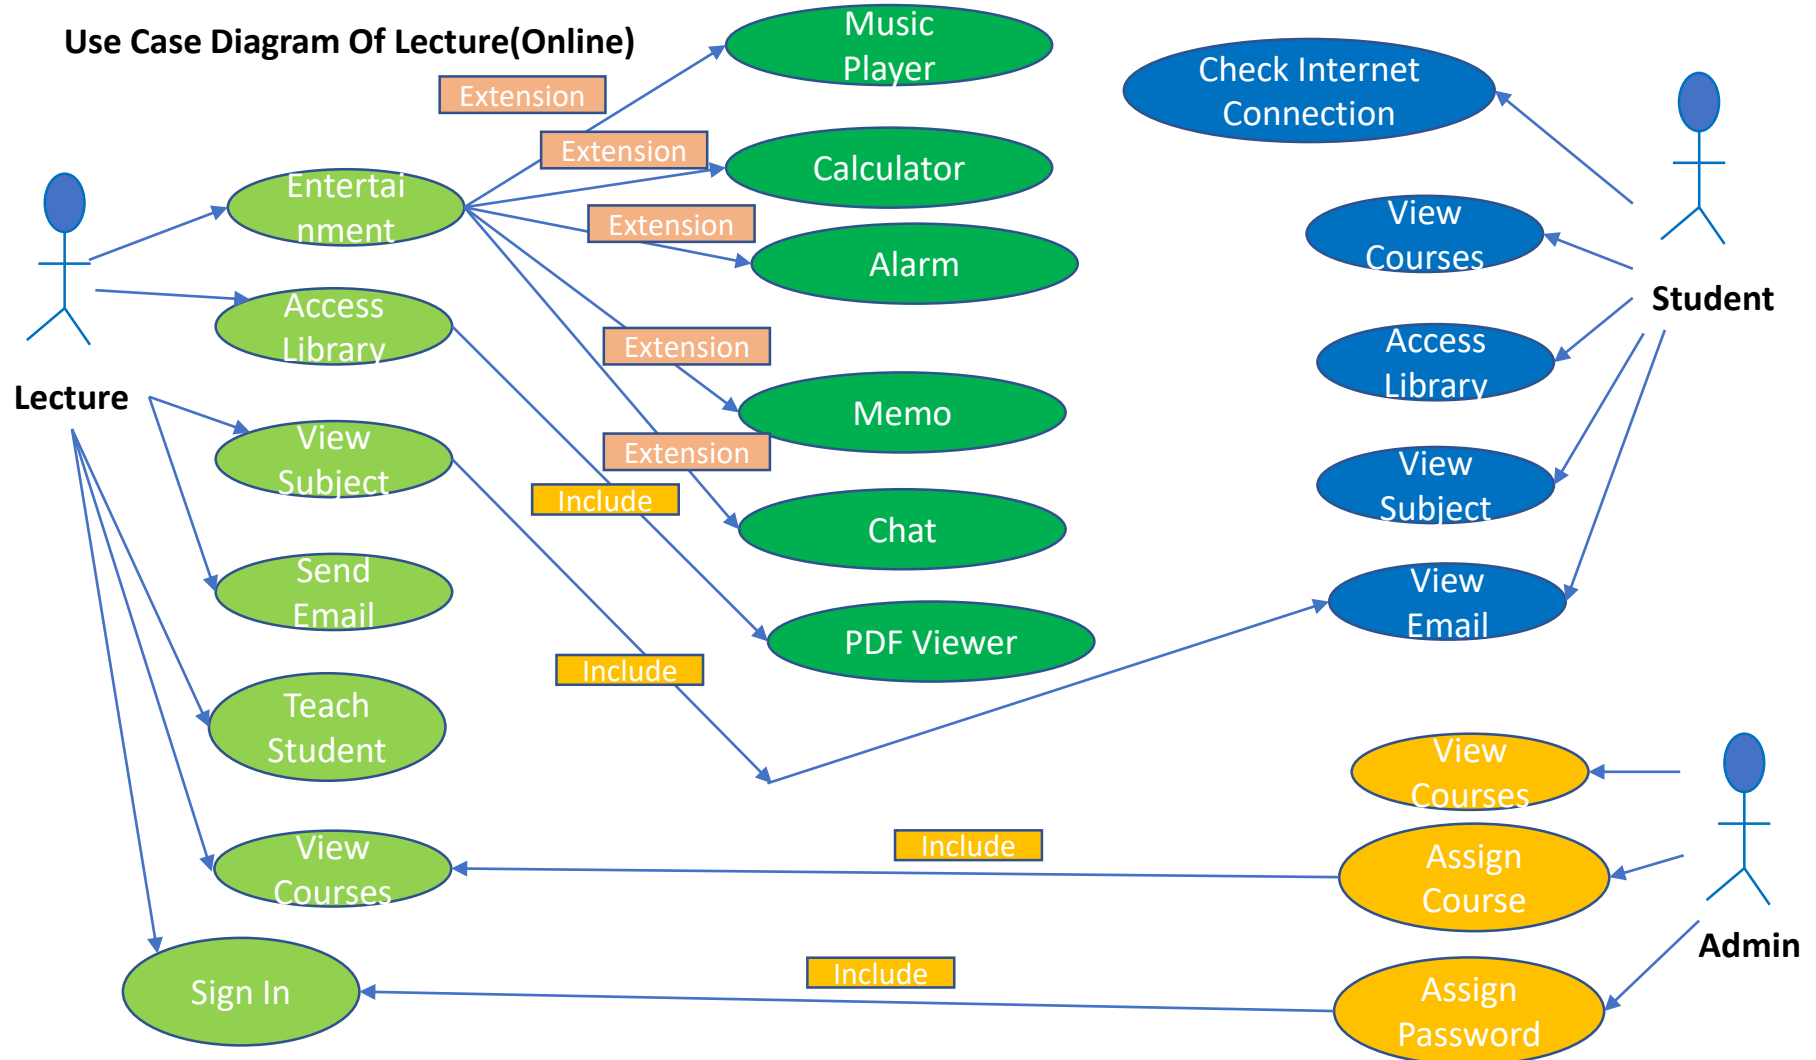 Use Case Diagram Of Lecture(Online)
Music
Player
Check Internet
Connection
Extension
Extension
Calculator
Entertai
nment
Extension
View
Courses
Alarm
Access
Library
Student
Extension
Access
Library
Lecture
Memo
View
Subject
Extension
View
Subject
Include
Chat
Send
Email
View
Email
PDF Viewer
Include
Teach
Student
View
Courses
View
Courses
Include
Assign
Course
Admin
Sign In
Include
Assign
Password